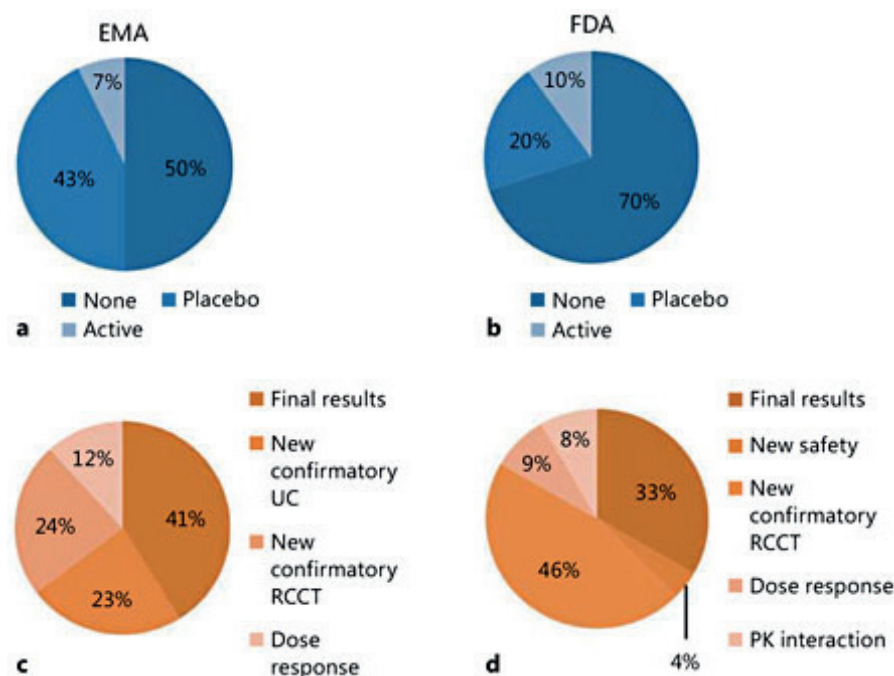 EMA
7%
43%
50%
None Placebo
Active
a
FDA
10%
20%
70%
None Placebo
Active
b
12%
41%
24%
23%
Final results
New
confirmatory
UC
New
confirmatory
RCCT
Dose
response
c
8%
9%
33%
46%
4%
Final results
New safety
New
confirmatory
RCCT
Dose response
PK interaction
d